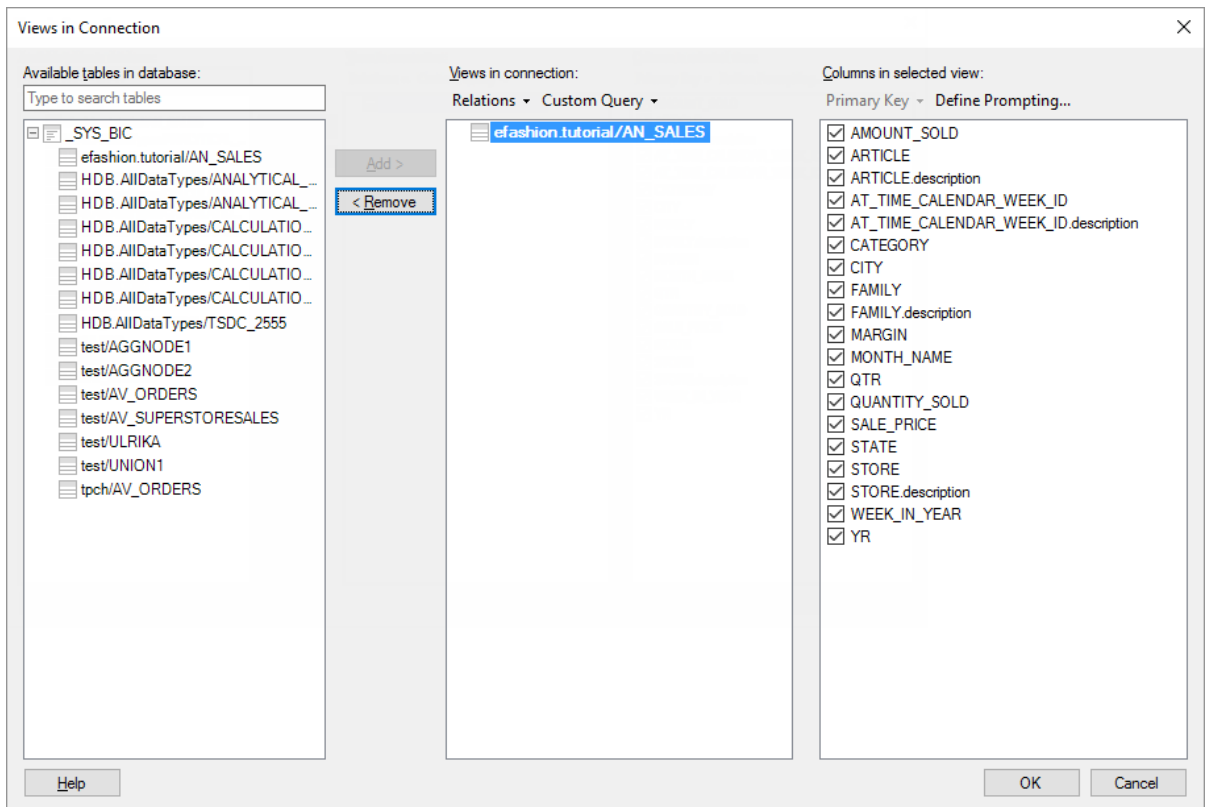 Views in Connection
Available tables in database:
Type to search tables
_SYS_BIC
efashion.tutorial/AN_SALES
HDB.AllDataTypes/ANALYTICAL_...
HDB.AllDataTypes/ANALYTICAL_...
HDB.AllDataTypes/CALCULATIO...
HDB.AllDataTypes/CALCULATIO...
HDB.AllDataTypes/CALCULATIO...
HDB.AllDataTypes/CALCULATIO...
HDB.AllDataTypes/TSDC_2555
test/AGGNODE1
test/AGGNODE2
test/AV_ORDERS
test/AV_SUPERSTORESALES
test/ULRIKA
test/UNION1
tpch/AV_ORDERS
Add >
< Remove
Views in connection:
Relations Custom Query
efashion.tutorial/AN_SALES
Columns in selected view:
Primary Key Define Prompting...
AMOUNT_SOLD
ARTICLE
ARTICLE.description
AT_TIME_CALENDAR_WEEK_ID
AT_TIME_CALENDAR_WEEK_ID.description
CATEGORY
CITY
FAMILY
FAMILY.description
MARGIN
MONTH_NAME
QTR
QUANTITY_SOLD
SALE_PRICE
STATE
STORE
STORE.description
WEEK_IN_YEAR
YR
Help
OK
Cancel